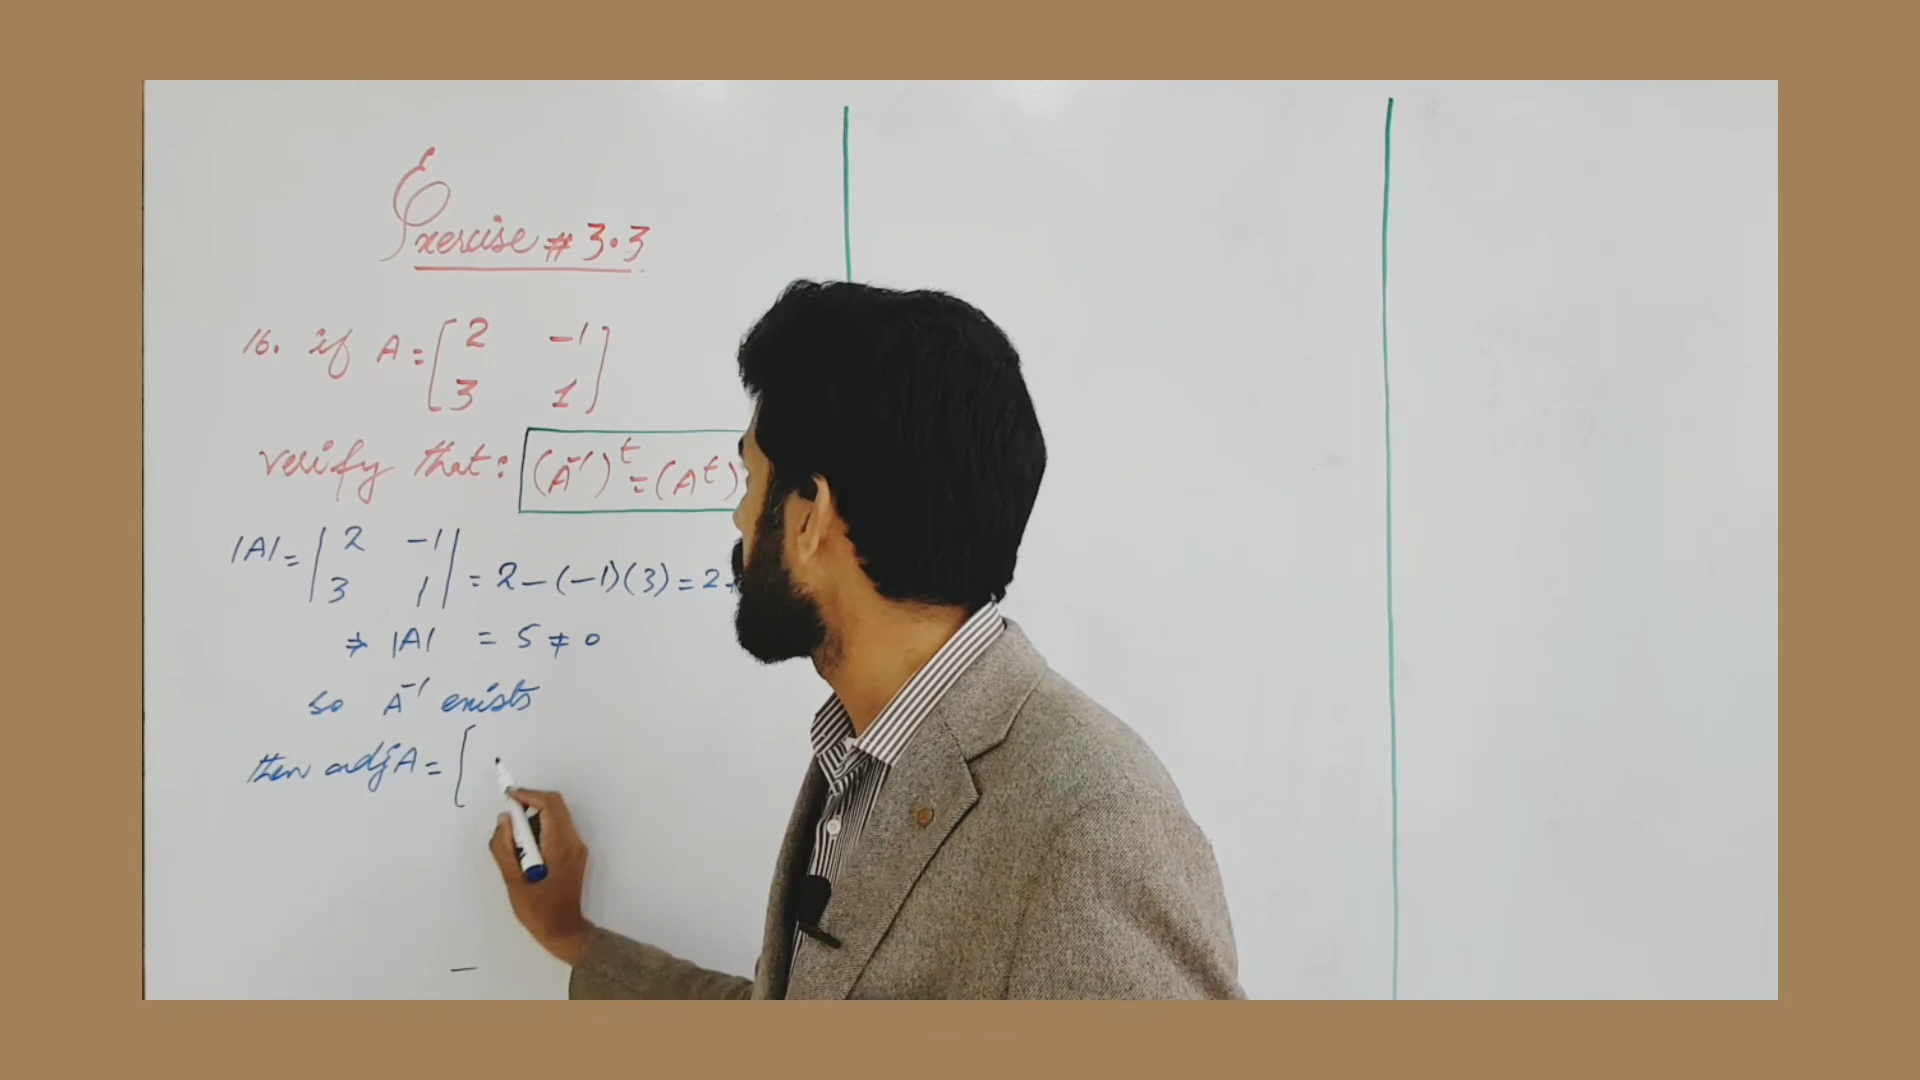 Exercise # 3.3
16. if A = [2 -1
3 1]
verify that: (A⁻¹)ᵗ = (Aᵗ)
|A| = |2 -1
3 1| = 2 - (-1)(3) = 2 +
⇒ |A| = 5 ≠ 0
so A⁻¹ exists
then adjA = [